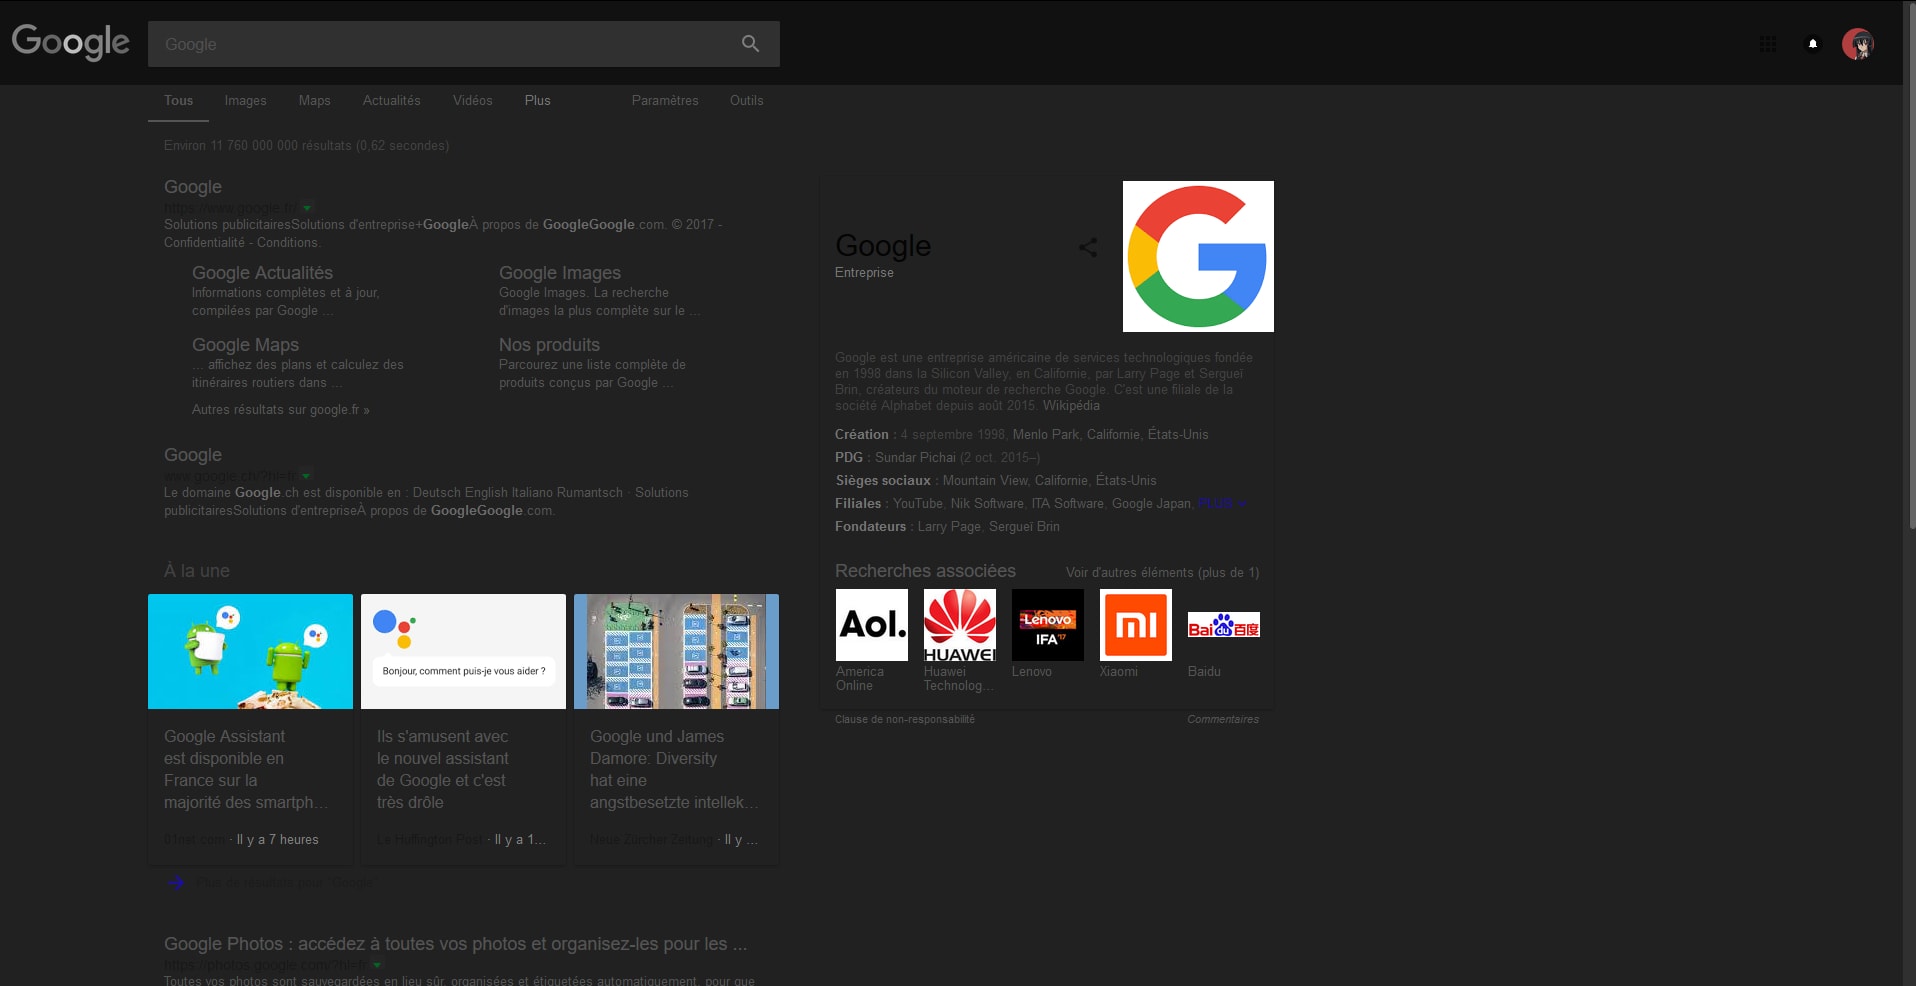 Google
Google
Tous Images Maps Actualités Vidéos Plus Paramètres Outils
Environ 11 760 000 000 résultats (0,62 secondes)
Google
https://www.google.fr/
Solutions publicitairesSolutions d'entreprise+GoogleÀ propos de GoogleGoogle.com. © 2017 -
Confidentialité - Conditions.
Google Actualités
Informations complètes et à jour,
compilées par Google ...
Google Images
Google Images. La recherche
d'images la plus complète sur le ...
Google Maps
... affichez des plans et calculez des
itinéraires routiers dans ...
Nos produits
Parcourez une liste complète de
produits conçus par Google ...
Autres résultats sur google.fr »
Google
www.google.ch/?hl=fr
Le domaine Google.ch est disponible en : Deutsch English Italiano Rumantsch · Solutions
publicitairesSolutions d'entrepriseÀ propos de GoogleGoogle.com.
À la une
Bonjour, comment puis-je vous aider ?
Google Assistant
est disponible en
France sur la
majorité des smartph...
01net.com · Il y a 7 heures
Ils s'amusent avec
le nouvel assistant
de Google et c'est
très drôle
Le Huffington Post · Il y a 1...
Google und James
Damore: Diversity
hat eine
angstbesetzte intellek...
Neue Zürcher Zeitung · Il y ...
Plus de résultats pour "Google"
Google Photos : accédez à toutes vos photos et organisez-les pour les ...
https://photos.google.com/?hl=fr
Toutes vos photos sont sauvegardées en lieu sûr, organisées et étiquetées automatiquement, pour que
Google
Entreprise
Google est une entreprise américaine de services technologiques fondée
en 1998 dans la Silicon Valley, en Californie, par Larry Page et Sergueï
Brin, créateurs du moteur de recherche Google. C'est une filiale de la
société Alphabet depuis août 2015. Wikipédia
Création : 4 septembre 1998, Menlo Park, Californie, États-Unis
PDG : Sundar Pichai (2 oct. 2015–)
Sièges sociaux : Mountain View, Californie, États-Unis
Filiales : YouTube, Nik Software, ITA Software, Google Japan, PLUS
Fondateurs : Larry Page, Sergueï Brin
Recherches associées Voir d'autres éléments (plus de 1)
Aol.
HUAWEI
Lenovo
IFA'17
mi
Bai du 百度
America
Online
Huawei
Technolog...
Lenovo
Xiaomi
Baidu
Clause de non-responsabilité Commentaires